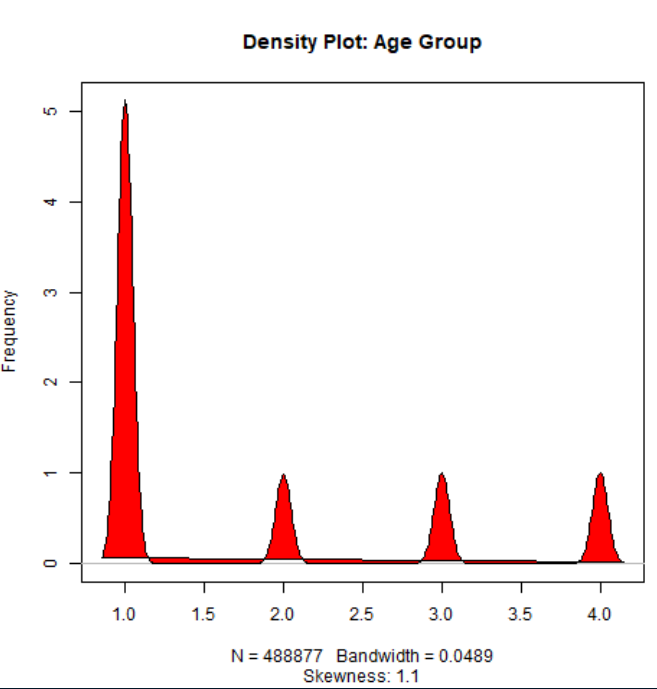 Density Plot: Age Group
Frequency
5
4
3
2
1
0
1.0 1.5 2.0 2.5 3.0 3.5 4.0
N = 488877 Bandwidth = 0.0489
Skewness: 1.1